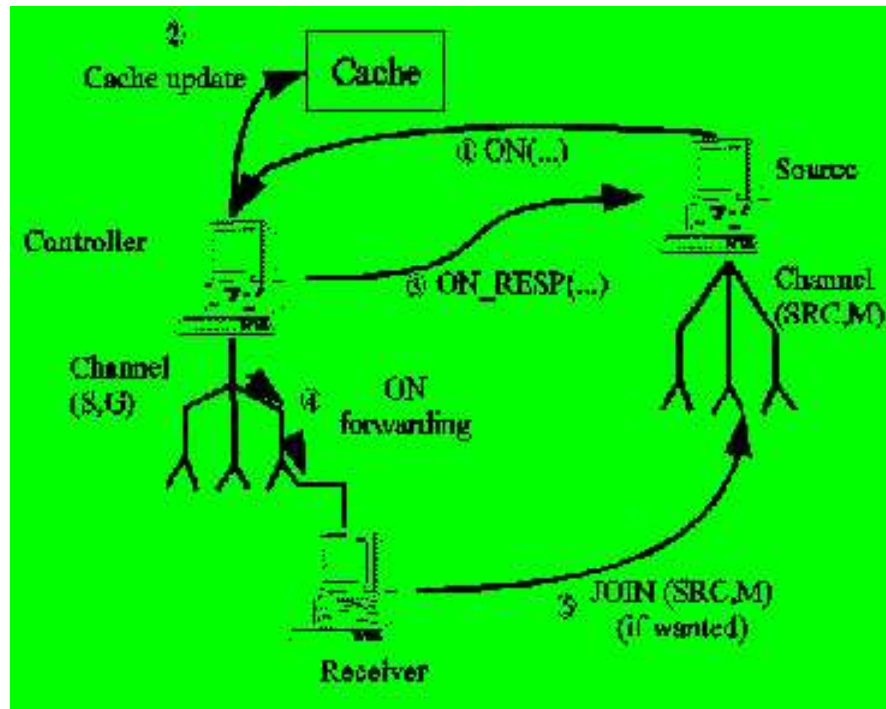 ②
Cache update
Cache
① ON(...)
Source
Controller
③ ON_RESP(...)
Channel
(SRC,M)
Channel
(S,G)
④ ON
forwarding
⑤ JOIN (SRC,M)
(if wanted)
Receiver